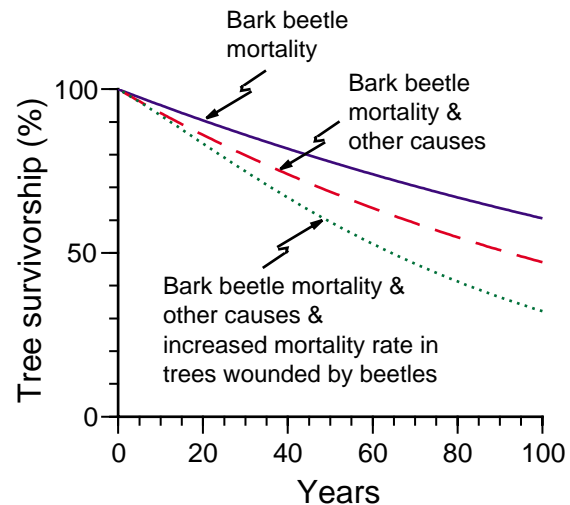 Bark beetle
mortality
Bark beetle
mortality &
other causes
Bark beetle mortality &
other causes &
increased mortality rate in
trees wounded by beetles
Tree survivorship (%)
100
50
0
0 20 40 60 80 100
Years